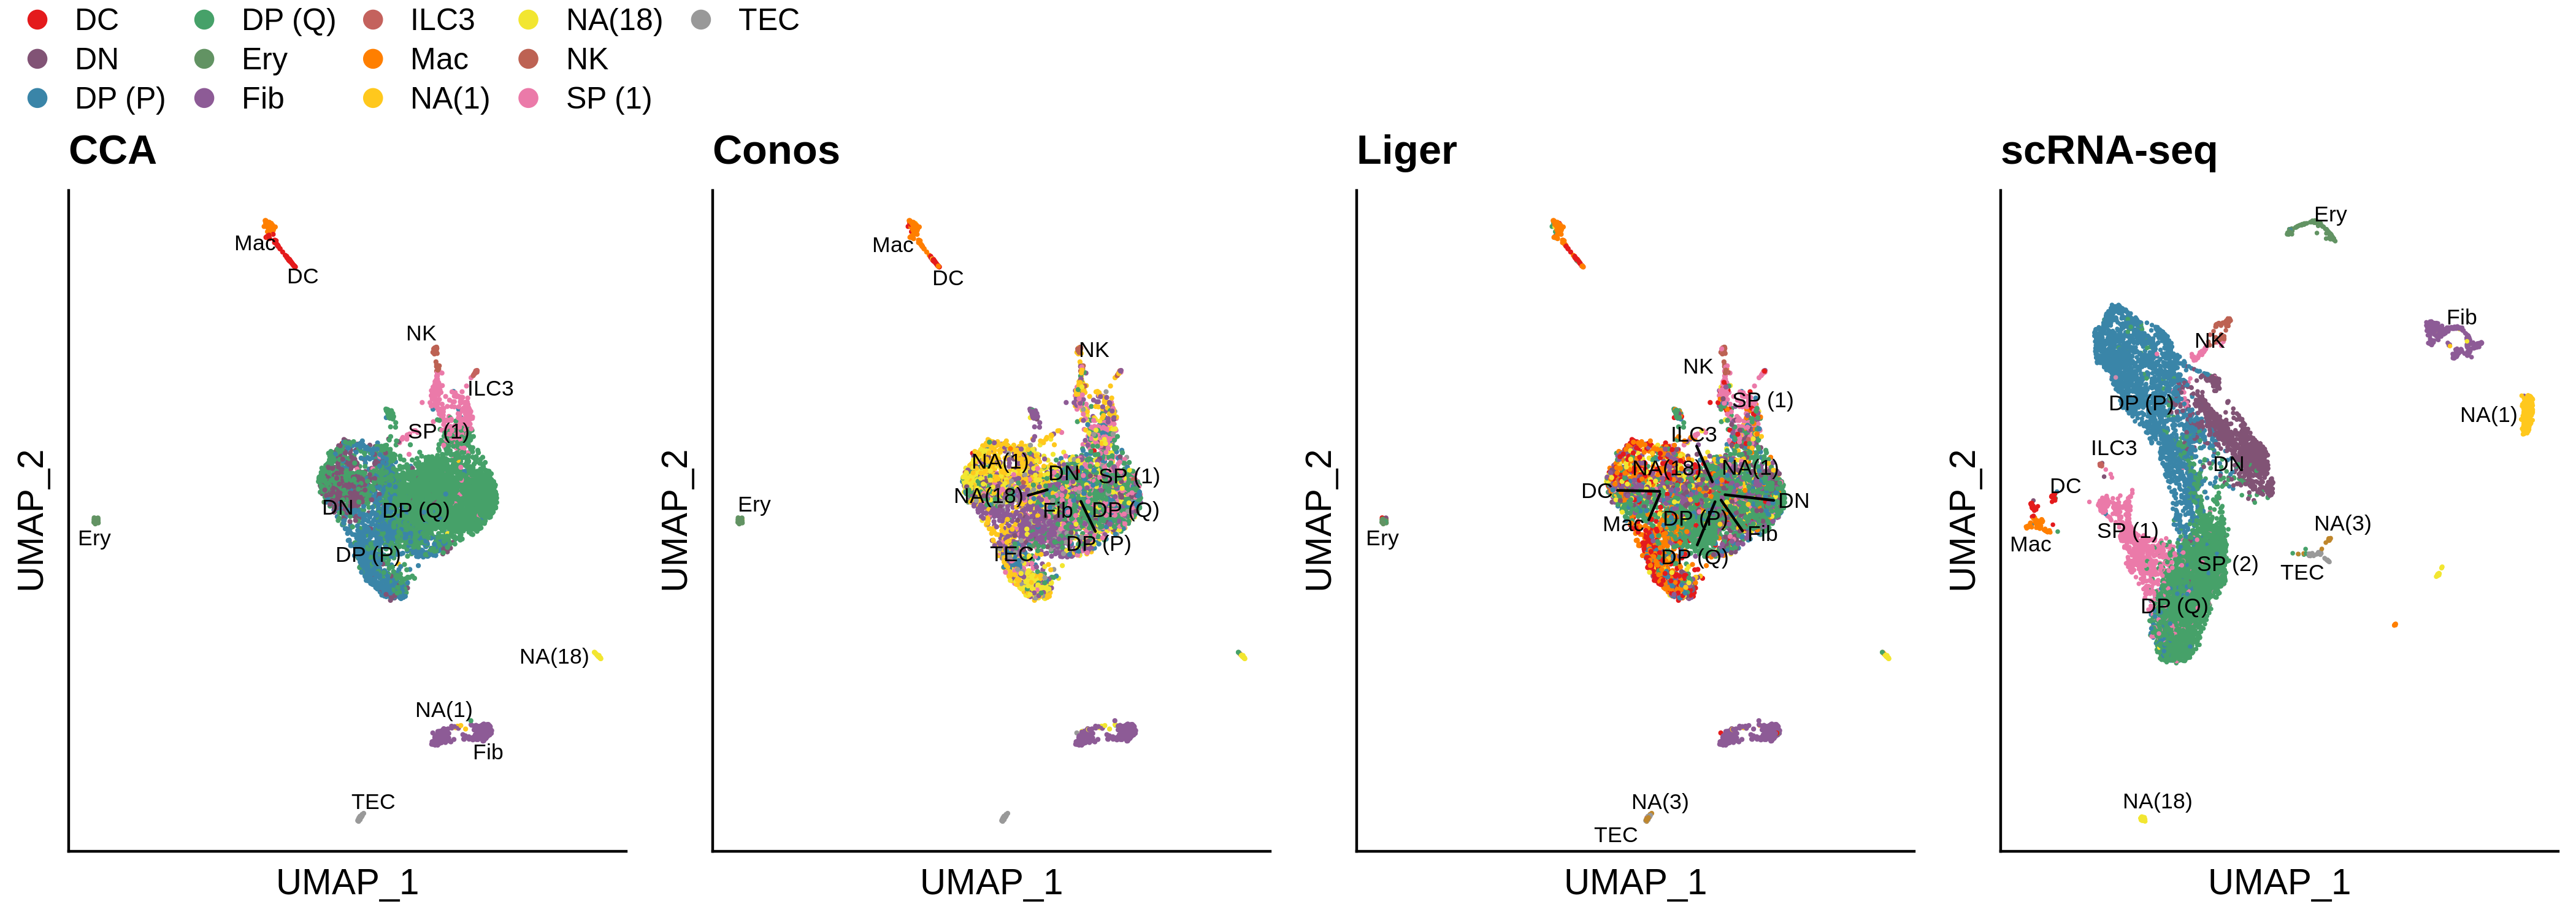 DC DP (Q) ILC3 NA(18) TEC
DN Ery Mac NK
DP (P) Fib NA(1) SP (1)
CCA
Mac
DC
NK
ILC3
SP (1)
DN
DP (Q)
DP (P)
Ery
NA(18)
NA(1)
Fib
TEC
UMAP_2
UMAP_1
Conos
Mac
DC
NK
NA(1)
DN
SP (1)
NA(18)
Fib
DP (Q)
Ery
DP (P)
TEC
UMAP_2
UMAP_1
Liger
NK
SP (1)
ILC3
NA(18)
NA(1)
DC
DN
Mac
DP (P)
Fib
Ery
DP (Q)
NA(3)
TEC
UMAP_2
UMAP_1
scRNA-seq
Ery
Fib
NK
DP (P)
NA(1)
ILC3
DN
DC
NA(3)
SP (1)
Mac
SP (2)
TEC
DP (Q)
NA(18)
UMAP_2
UMAP_1